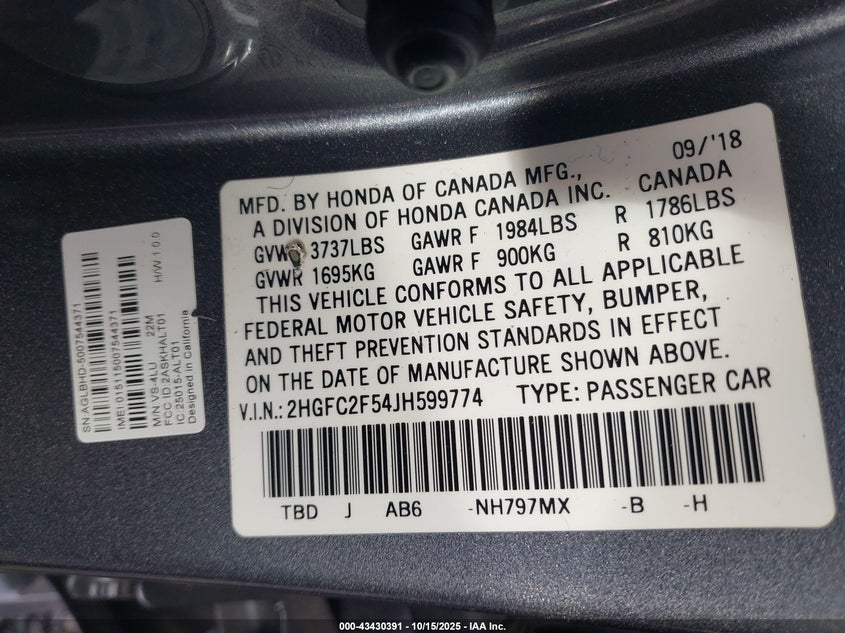 09/'18
MFD. BY HONDA OF CANADA MFG.,
A DIVISION OF HONDA CANADA INC. CANADA
GVWR 3737LBS GAWR F 1984LBS R 1786LBS
GVWR 1695KG GAWR F 900KG R 810KG
THIS VEHICLE CONFORMS TO ALL APPLICABLE
FEDERAL MOTOR VEHICLE SAFETY, BUMPER,
AND THEFT PREVENTION STANDARDS IN EFFECT
ON THE DATE OF MANUFACTURE SHOWN ABOVE.
V.I.N.: 2HGFC2F54JH599774 TYPE: PASSENGER CAR
TBD J AB6 -NH797MX -B -H
SN:AGLBHD-5007544371
IMEI:015115007544371
M/N VS-4LU 22M H/W 1.0.0
FCC ID:2ASKHALT01
IC:25015-ALT01
Designed in California
000-43430391 - 10/15/2025 - IAA Inc.